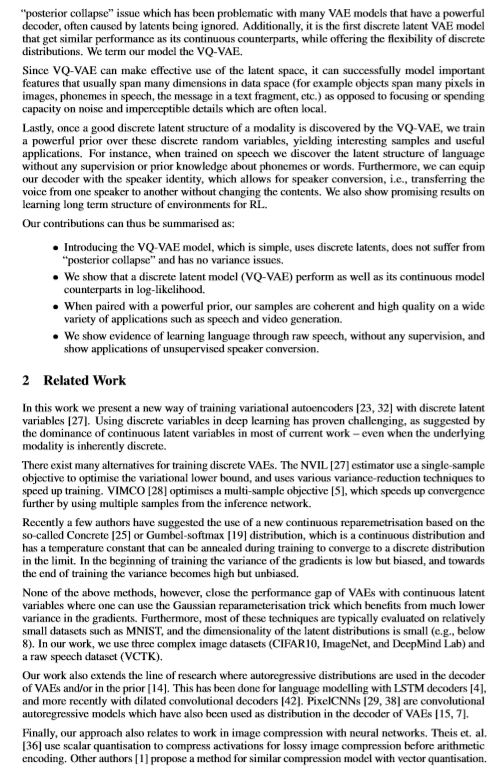 "posterior collapse" issue which has been problematic with many VAE models that have a powerful
decoder, often caused by latents being ignored. Additionally, it is the first discrete latent VAE model
that get similar performance as its continuous counterparts, while offering the flexibility of discrete
distributions. We term our model the VQ-VAE.
Since VQ-VAE can make effective use of the latent space, it can successfully model important
features that usually span many dimensions in data space (for example objects span many pixels in
images, phonemes in speech, the message in a text fragment, etc.) as opposed to focusing or spending
capacity on noise and imperceptible details which are often local.
Lastly, once a good discrete latent structure of a modality is discovered by the VQ-VAE, we train
a powerful prior over these discrete random variables, yielding interesting samples and useful
applications. For instance, when trained on speech we discover the latent structure of language
without any supervision or prior knowledge about phonemes or words. Furthermore, we can equip
our decoder with the speaker identity, which allows for speaker conversion, i.e., transferring the
voice from one speaker to another without changing the contents. We also show promising results on
learning long term structure of environments for RL.
Our contributions can thus be summarised as:
• Introducing the VQ-VAE model, which is simple, uses discrete latents, does not suffer from
"posterior collapse" and has no variance issues.
• We show that a discrete latent model (VQ-VAE) perform as well as its continuous model
counterparts in log-likelihood.
• When paired with a powerful prior, our samples are coherent and high quality on a wide
variety of applications such as speech and video generation.
• We show evidence of learning language through raw speech, without any supervision, and
show applications of unsupervised speaker conversion.
2 Related Work
In this work we present a new way of training variational autoencoders [23, 32] with discrete latent
variables [27]. Using discrete variables in deep learning has proven challenging, as suggested by
the dominance of continuous latent variables in most of current work – even when the underlying
modality is inherently discrete.
There exist many alternatives for training discrete VAEs. The NVIL [27] estimator use a single-sample
objective to optimise the variational lower bound, and uses various variance-reduction techniques to
speed up training. VIMCO [28] optimises a multi-sample objective [5], which speeds up convergence
further by using multiple samples from the inference network.
Recently a few authors have suggested the use of a new continuous reparemetrisation based on the
so-called Concrete [25] or Gumbel-softmax [19] distribution, which is a continuous distribution and
has a temperature constant that can be annealed during training to converge to a discrete distribution
in the limit. In the beginning of training the variance of the gradients is low but biased, and towards
the end of training the variance becomes high but unbiased.
None of the above methods, however, close the performance gap of VAEs with continuous latent
variables where one can use the Gaussian reparameterisation trick which benefits from much lower
variance in the gradients. Furthermore, most of these techniques are typically evaluated on relatively
small datasets such as MNIST, and the dimensionality of the latent distributions is small (e.g., below
8). In our work, we use three complex image datasets (CIFAR10, ImageNet, and DeepMind Lab) and
a raw speech dataset (VCTK).
Our work also extends the line of research where autoregressive distributions are used in the decoder
of VAEs and/or in the prior [14]. This has been done for language modelling with LSTM decoders [4],
and more recently with dilated convolutional decoders [42]. PixelCNNs [29, 38] are convolutional
autoregressive models which have also been used as distribution in the decoder of VAEs [15, 7].
Finally, our approach also relates to work in image compression with neural networks. Theis et. al.
[36] use scalar quantisation to compress activations for lossy image compression before arithmetic
encoding. Other authors [1] propose a method for similar compression model with vector quantisation.